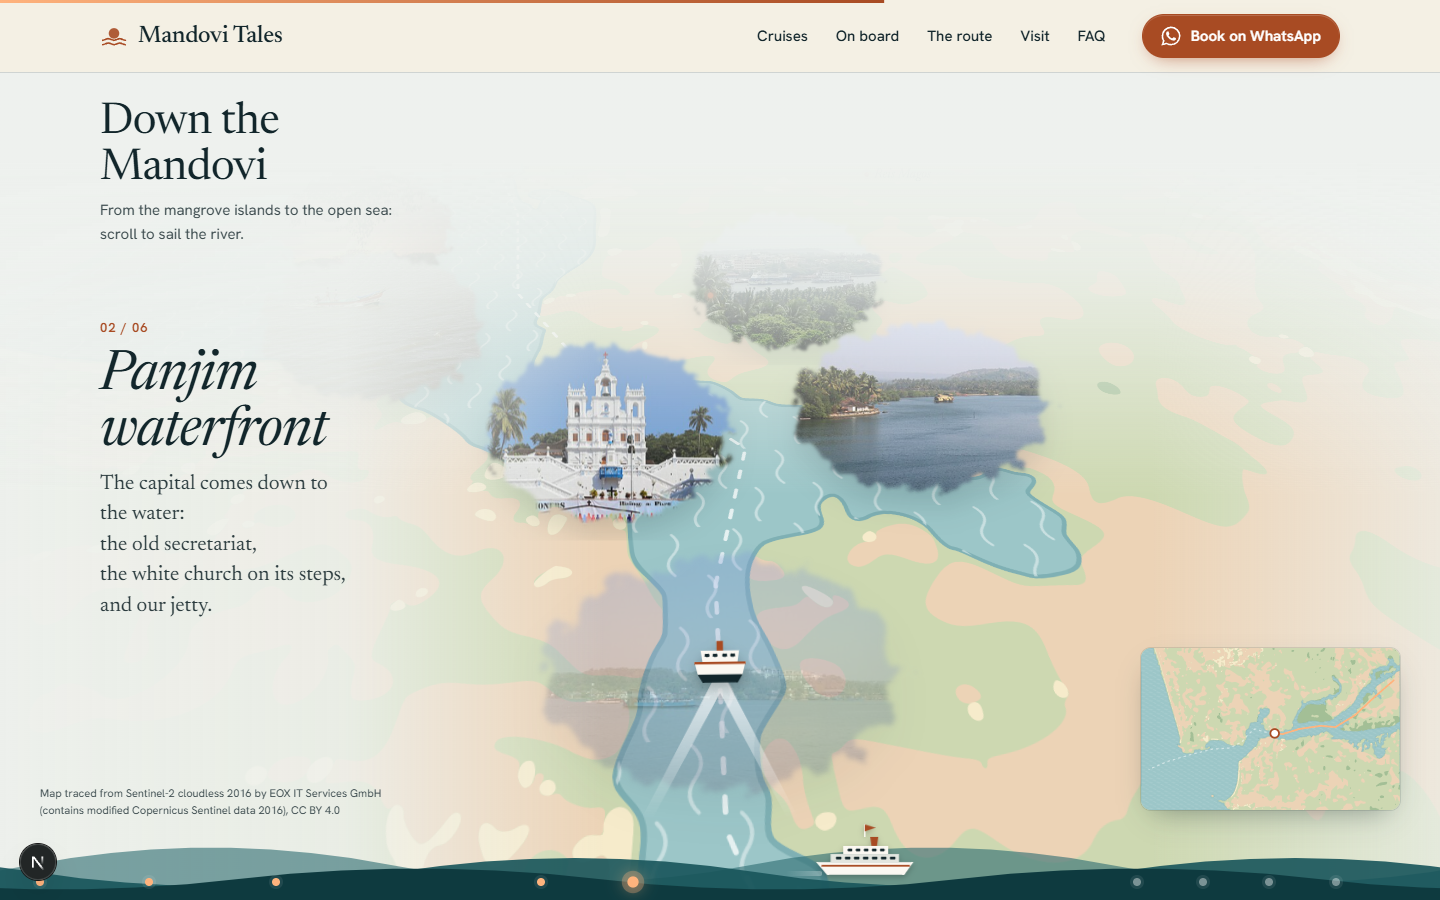 Mandovi Tales
Cruises
On board
The route
Visit
FAQ
Book on WhatsApp
Down the
Mandovi
From the mangrove islands to the open sea:
scroll to sail the river.
02 / 06
Panjim
waterfront
The capital comes down to
the water:
the old secretariat,
the white church on its steps,
and our jetty.
Map traced from Sentinel-2 cloudless 2016 by EOX IT Services GmbH
(contains modified Copernicus Sentinel data 2016), CC BY 4.0
N